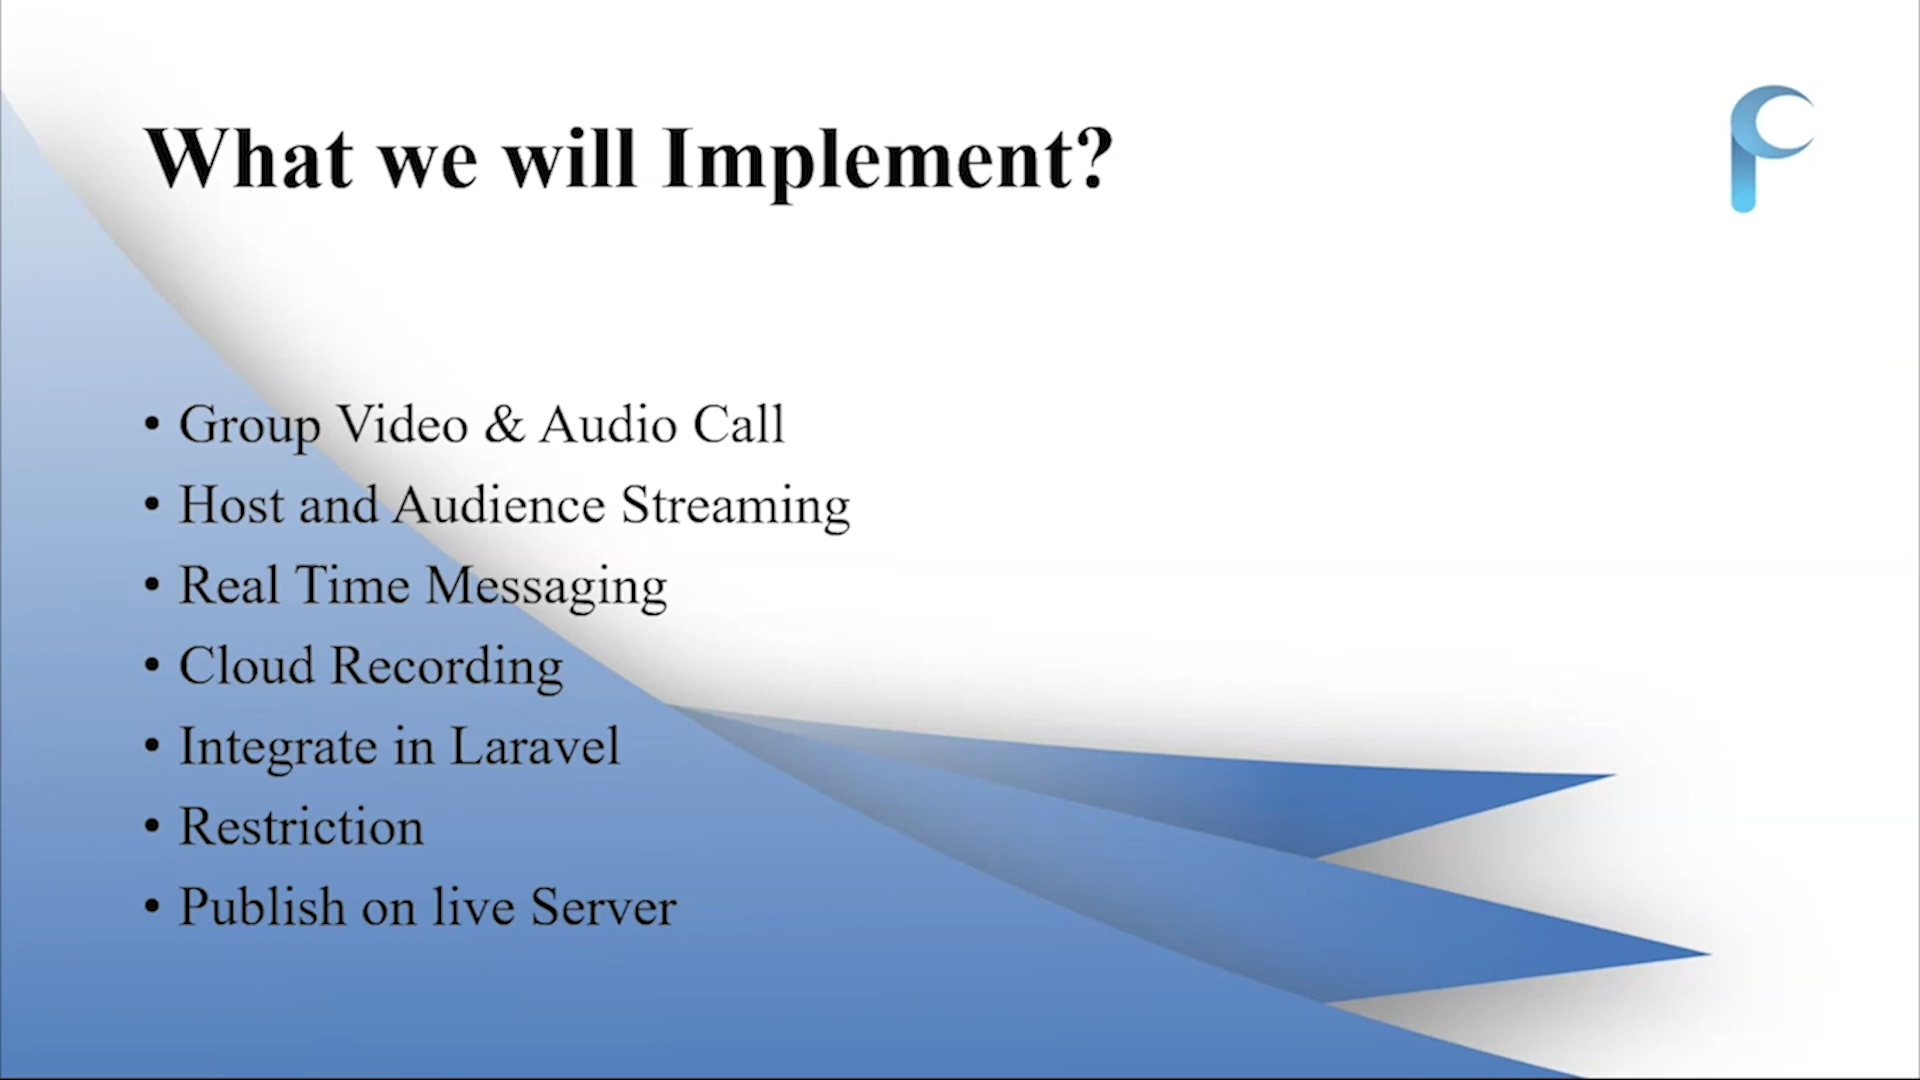 What we will Implement?
• Group Video & Audio Call
• Host and Audience Streaming
• Real Time Messaging
• Cloud Recording
• Integrate in Laravel
• Restriction
• Publish on live Server